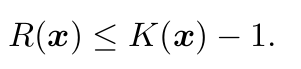 R(𝒙) ≤ K(𝒙) − 1.